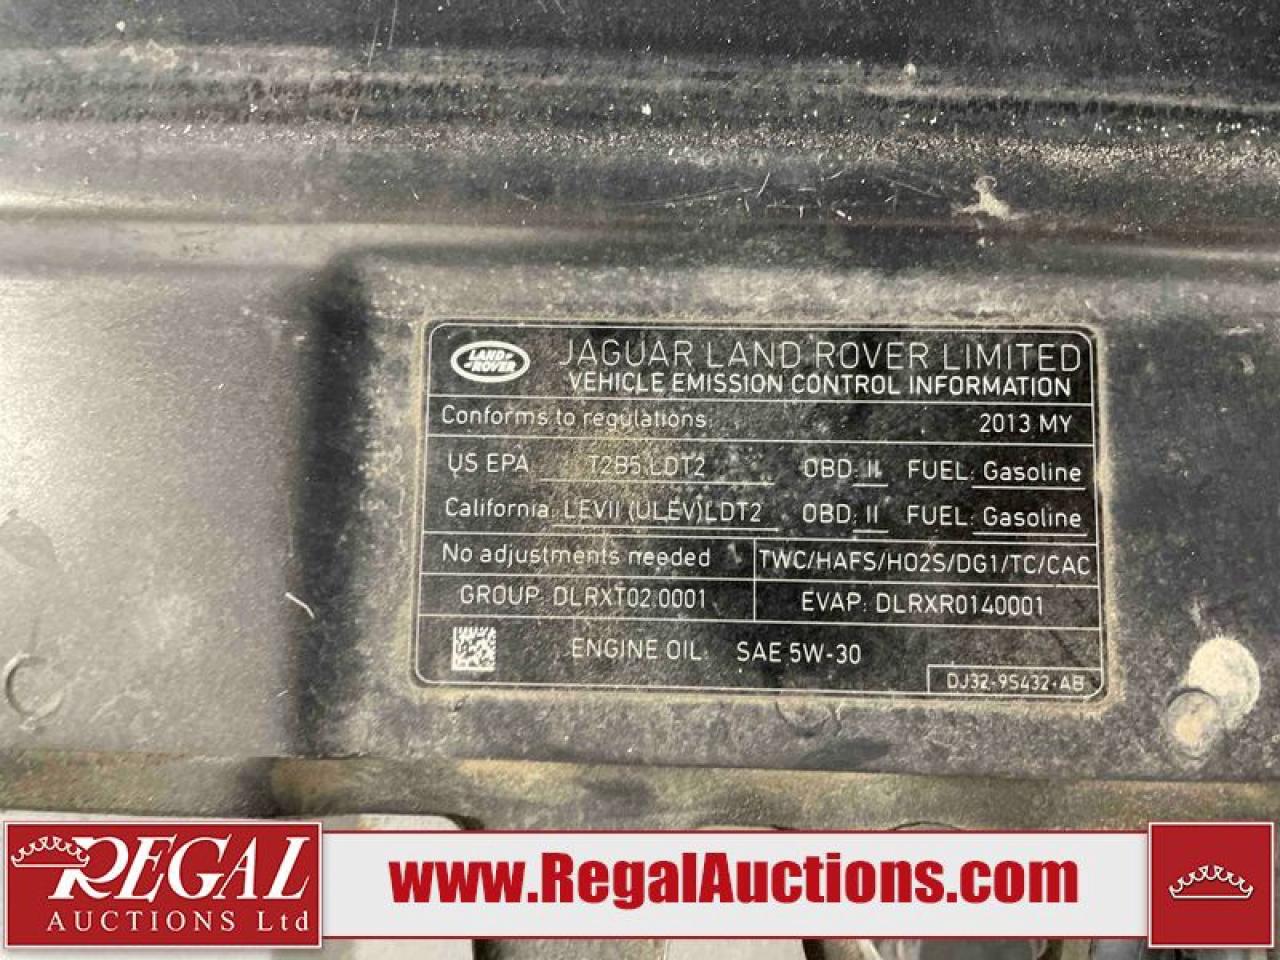 LAND ROVER
JAGUAR LAND ROVER LIMITED
VEHICLE EMISSION CONTROL INFORMATION
Conforms to regulations: 2013 MY
US EPA T2B5 LDT2 OBD: II FUEL: Gasoline
California: LEVII (ULEV)LDT2 OBD: II FUEL: Gasoline
No adjustments needed TWC/HAFS/HO2S/DG1/TC/CAC
GROUP: DLRXT02.0001 EVAP: DLRXR0140001
ENGINE OIL: SAE 5W-30
DJ32-9S432-AB
REGAL
AUCTIONS Ltd
www.RegalAuctions.com